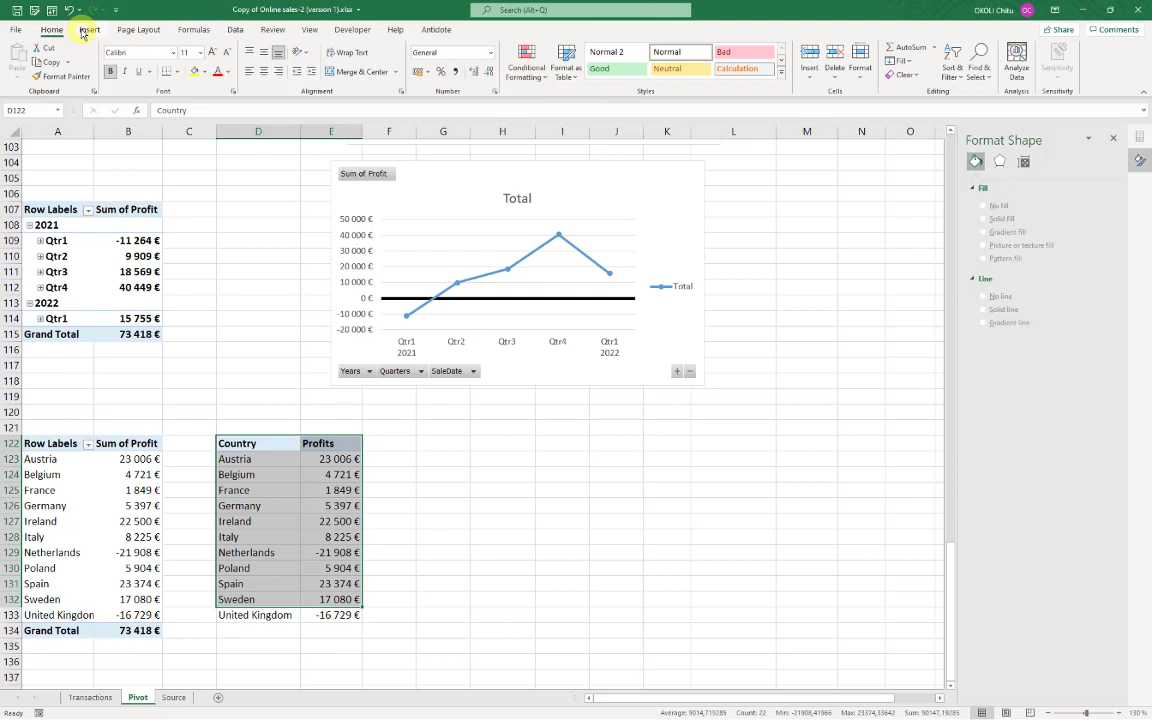 Copy of Online sales-2 (version 1).xlsx
Search (Alt+Q)
OKOLI Chitu
OC
File Home Insert Page Layout Formulas Data Review View Developer Help Antidote
Share Comments
Paste
Cut
Copy
Format Painter
Clipboard
Calibri 11
B I U
Font
Wrap Text
Merge & Center
Alignment
General
%
Number
Conditional Formatting
Format as Table
Normal 2 Normal Bad
Good Neutral Calculation
Styles
Insert Delete Format
Cells
AutoSum
Fill
Clear
Sort & Filter
Find & Select
Editing
Analyze Data
Analysis
Sensitivity
Sensitivity
D122 fx Country
A B C D E F G H I J K L M N O
103
104
105
106
107 Row Labels Sum of Profit
108 2021
109 Qtr1 -11 264 €
110 Qtr2 9 909 €
111 Qtr3 18 569 €
112 Qtr4 40 449 €
113 2022
114 Qtr1 15 755 €
115 Grand Total 73 418 €
116
117
118
119
120
121
122 Row Labels Sum of Profit Country Profits
123 Austria 23 006 € Austria 23 006 €
124 Belgium 4 721 € Belgium 4 721 €
125 France 1 849 € France 1 849 €
126 Germany 5 397 € Germany 5 397 €
127 Ireland 22 500 € Ireland 22 500 €
128 Italy 8 225 € Italy 8 225 €
129 Netherlands -21 908 € Netherlands -21 908 €
130 Poland 5 904 € Poland 5 904 €
131 Spain 23 374 € Spain 23 374 €
132 Sweden 17 080 € Sweden 17 080 €
133 United Kingdon -16 729 € United Kingdom -16 729 €
134 Grand Total 73 418 €
135
136
137
Sum of Profit
Total
50 000 €
40 000 €
30 000 €
20 000 €
10 000 €
0 €
-10 000 €
-20 000 €
Qtr1 Qtr2 Qtr3 Qtr4 Qtr1
2021 2022
Total
Years Quarters SaleDate
+ −
Format Shape
Fill
No fill
Solid fill
Gradient fill
Picture or texture fill
Pattern fill
Line
No line
Solid line
Gradient line
Transactions Pivot Source
Ready
Average: 9014,719285 Count: 22 Min: -21908,41966 Max: 23374,33642 Sum: 90147,19285
130 %